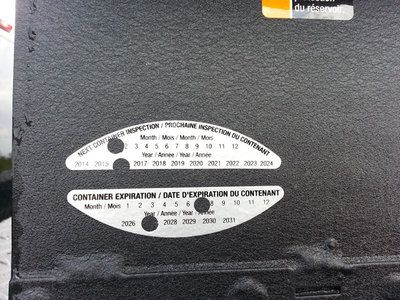 du réservoir.
NEXT CONTAINER INSPECTION / PROCHAINE INSPECTION DU CONTENANT
Month / Mois / Month / Mois
2 3 4 5 6 7 8 9 10 11 12
Year / Année / Year / Année
2014 2015 2017 2018 2019 2020 2021 2022 2023 2024
CONTAINER EXPIRATION / DATE D'EXPIRATION DU CONTENANT
Month / Mois 1 2 3 4 5 6 8 9 10 11 12
Year / Année / Year / Année
2026 2028 2029 2030 2031